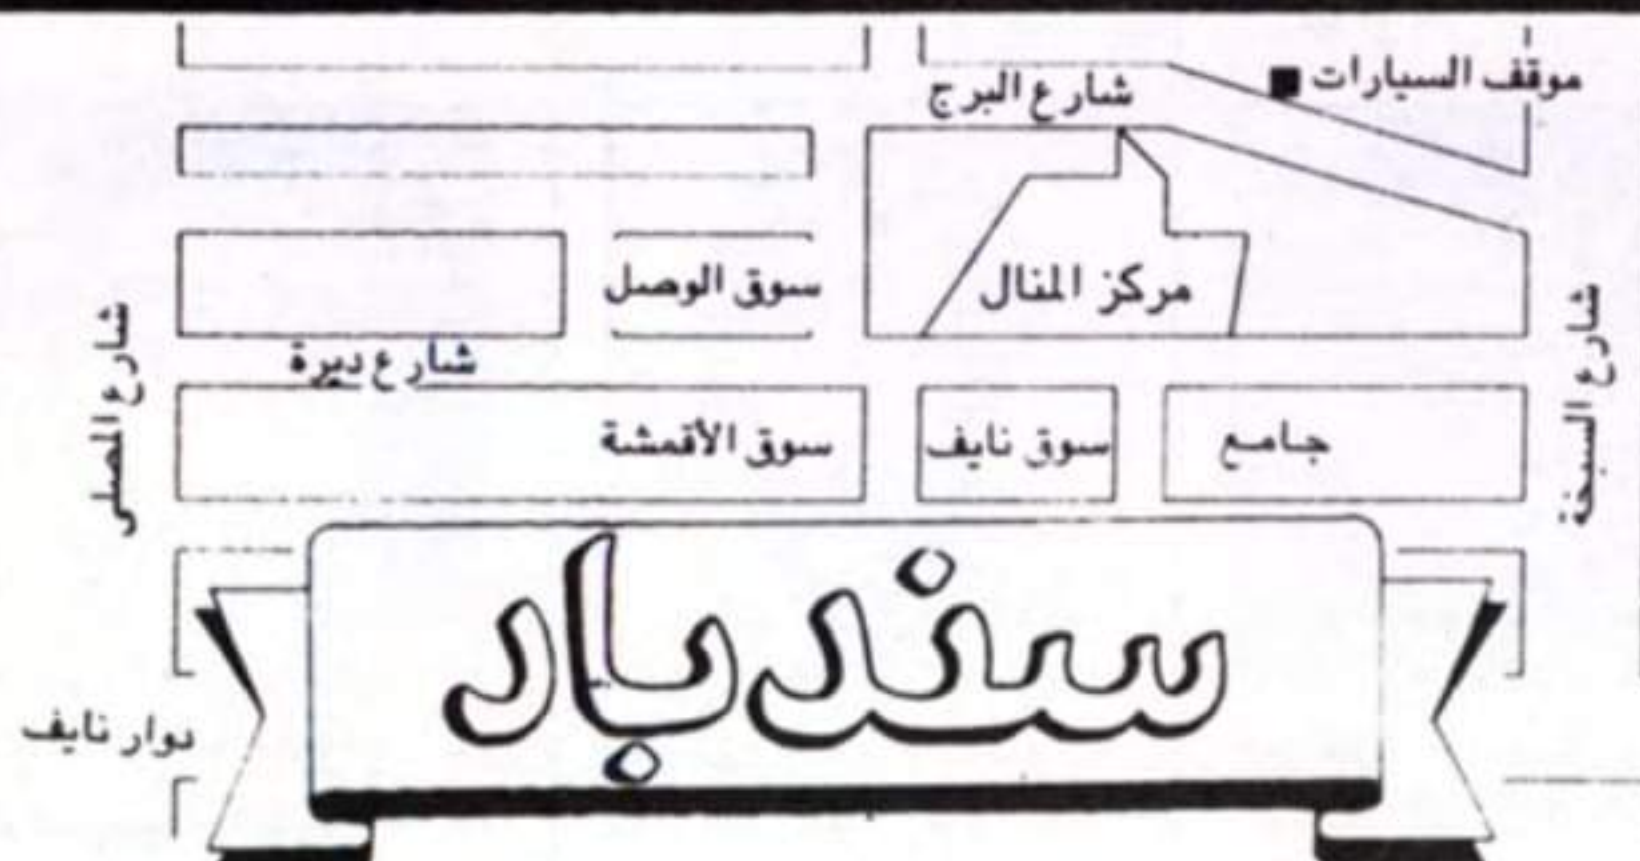 موقف السيارات
شارع البرج
سوق الوصل
مركز المنال
شارع ديرة
شارع المصلى
شارع السبخة
سوق الأقمشة
سوق نايف
جامع
سندباد
دوار نايف